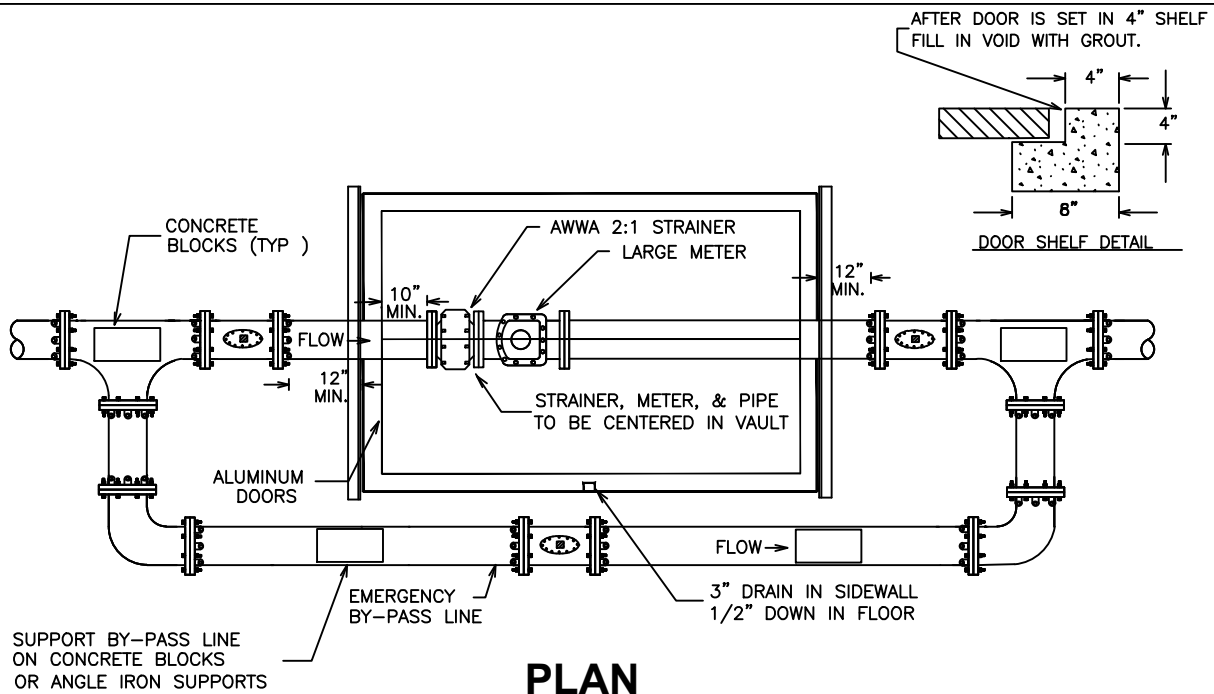 AFTER DOOR IS SET IN 4" SHELF
FILL IN VOID WITH GROUT.
4"
4"
8"
DOOR SHELF DETAIL
CONCRETE
BLOCKS (TYP )
AWWA 2:1 STRAINER
LARGE METER
10"
MIN.
12"
MIN.
FLOW
12"
MIN.
STRAINER, METER, & PIPE
TO BE CENTERED IN VAULT
ALUMINUM
DOORS
FLOW
EMERGENCY
BY-PASS LINE
3" DRAIN IN SIDEWALL
1/2" DOWN IN FLOOR
SUPPORT BY-PASS LINE
ON CONCRETE BLOCKS
OR ANGLE IRON SUPPORTS
PLAN